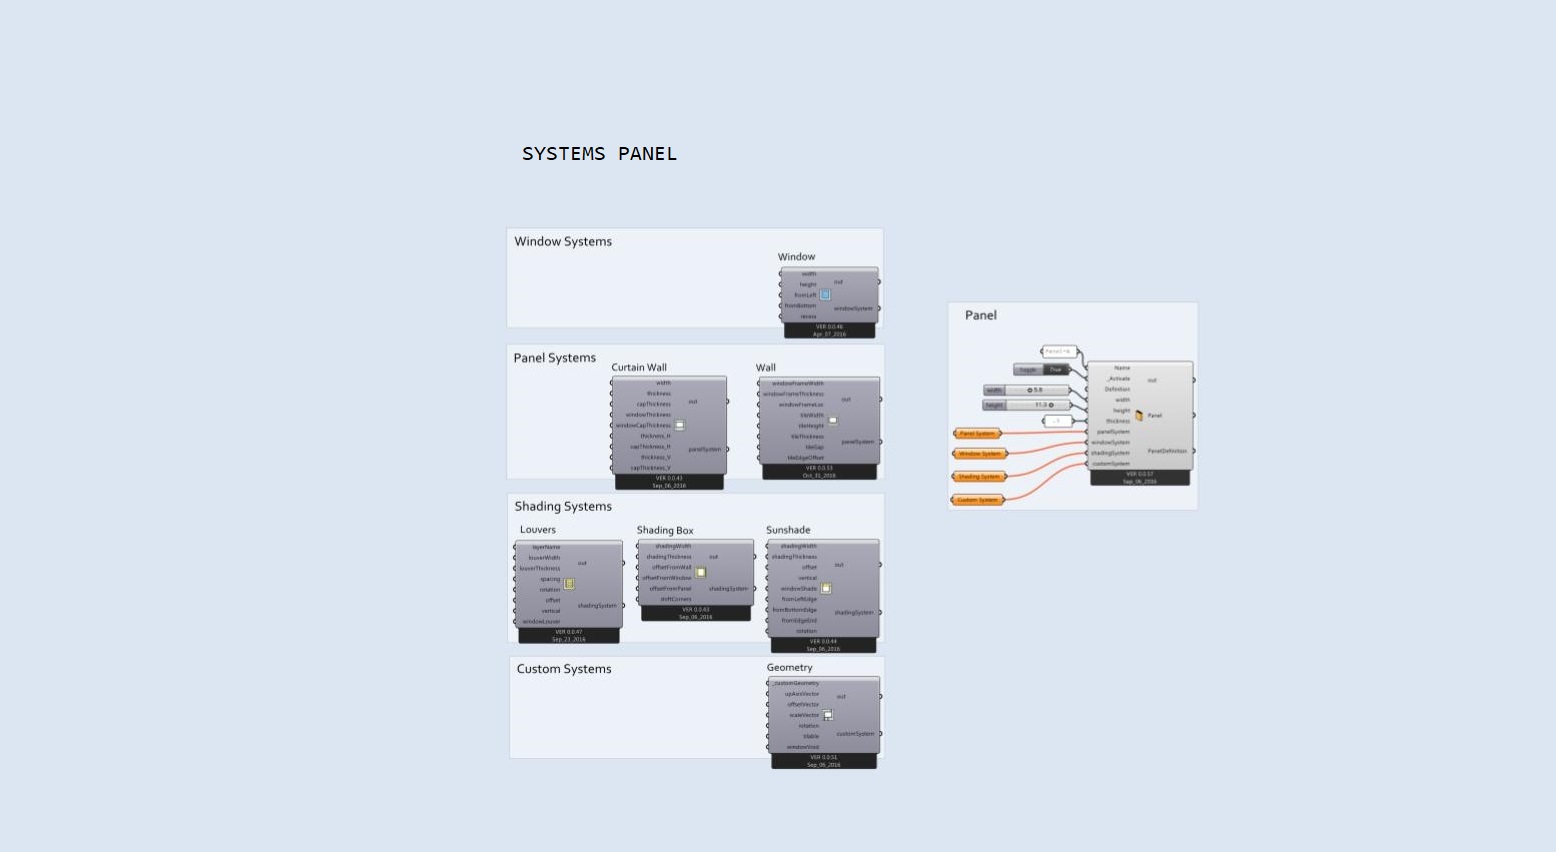 SYSTEMS PANEL
Window Systems
Window
width
height
fromLeft
fromBottom
recess
out
windowSystem
VER 0.0.46
Apr_07_2016
Panel Systems
Curtain Wall
width
thickness
capThickness
windowThickness
windowCapThickness
thickness_H
capThickness_H
thickness_V
capThickness_V
out
panelSystem
VER 0.0.43
Sep_06_2016
Wall
windowFrameWidth
windowFrameThickness
windowFrameLoc
tileWidth
tileHeight
tileThickness
tileGap
tileEdgeOffset
out
panelSystem
VER 0.0.53
Oct_31_2016
Shading Systems
Louvers
layerName
louverWidth
louverThickness
spacing
rotation
offset
vertical
windowLouver
out
shadingSystem
VER 0.0.47
Sep_23_2016
Shading Box
shadingWidth
shadingThickness
offsetFromWall
offsetFromWindow
offsetFromPanel
shiftCorners
out
shadingSystem
VER 0.0.43
Sep_06_2016
Sunshade
shadingWidth
shadingThickness
offset
vertical
windowShade
fromLeftEdge
fromBottomEdge
fromEdgeEnd
rotation
out
shadingSystem
VER 0.0.44
Sep_06_2016
Custom Systems
Geometry
_customGeometry
upAxisVector
offsetVector
scaleVector
rotation
tilable
windowVoid
out
customSystem
VER 0.0.51
Sep_06_2016
Panel
Toggle True
width 5.8
height 11.3
Panel System
Window System
Shading System
Custom System
Name
_Activate
Definition
width
height
thickness
panelSystem
windowSystem
shadingSystem
customSystem
out
Panel
PanelDefinition
VER 0.0.57
Sep_06_2016